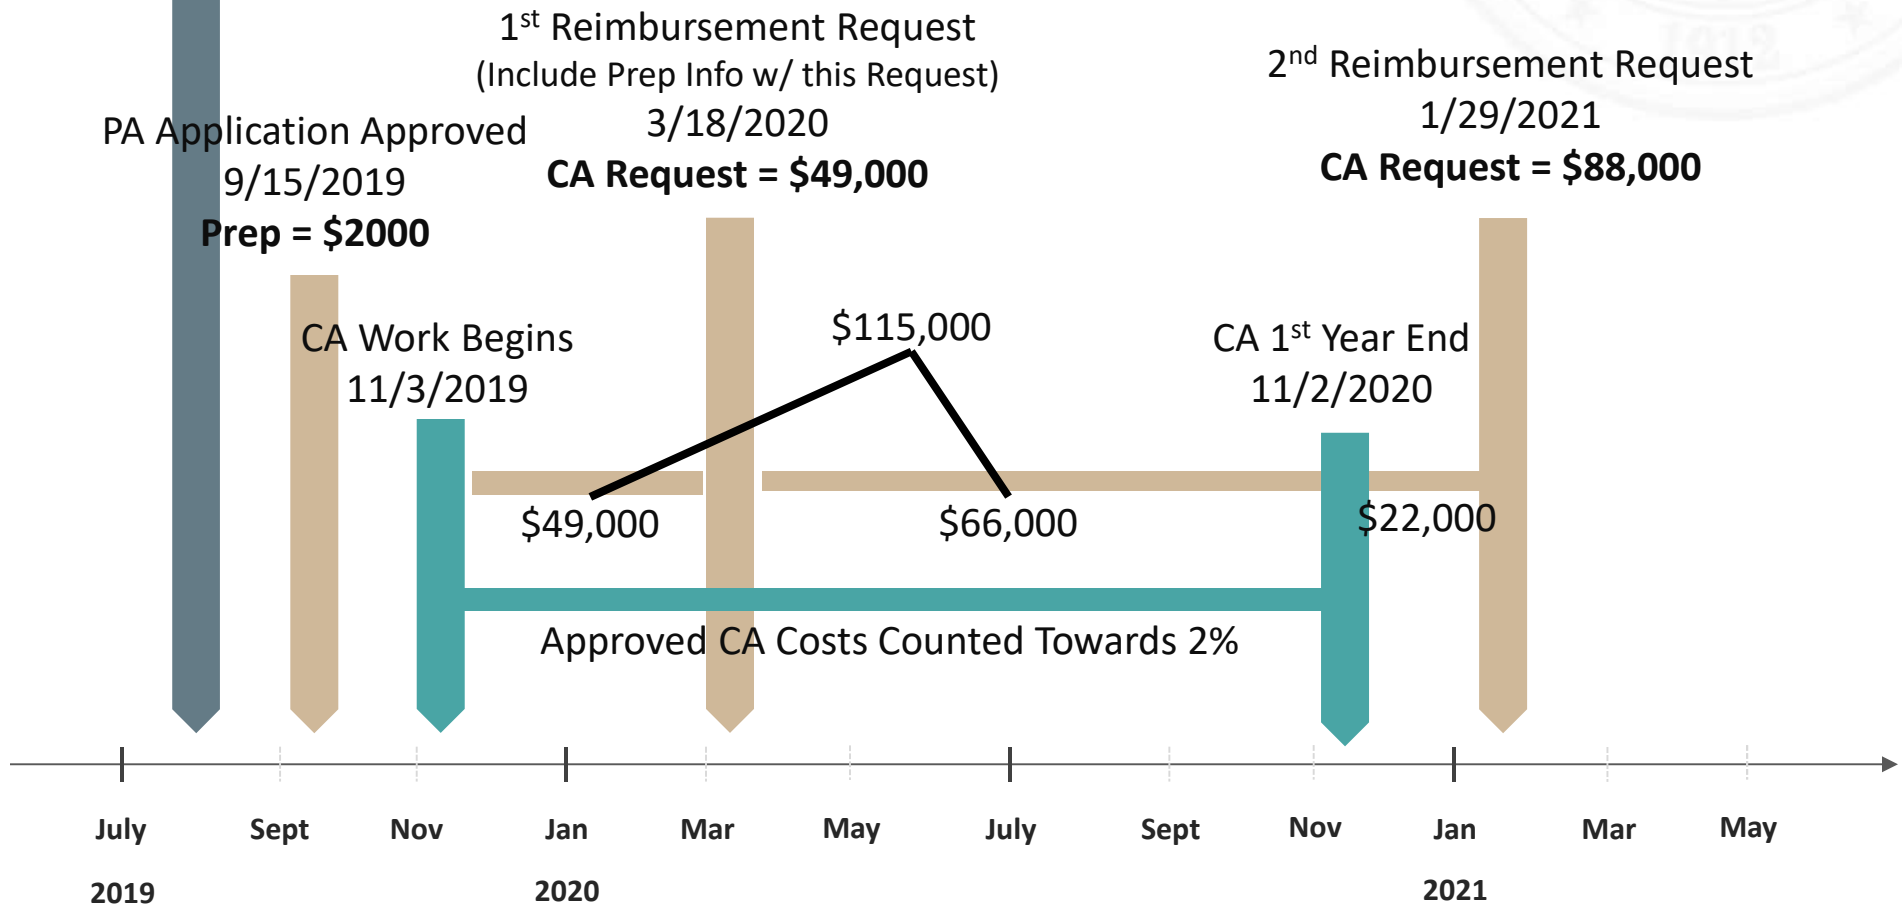 1st Reimbursement Request
(Include Prep Info w/ this Request)
3/18/2020
CA Request = $49,000
2nd Reimbursement Request
1/29/2021
CA Request = $88,000
PA Application Approved
9/15/2019
Prep = $2000
CA Work Begins
11/3/2019
$115,000
CA 1st Year End
11/2/2020
$49,000
$66,000
$22,000
Approved CA Costs Counted Towards 2%
July
Sept
Nov
Jan
Mar
May
July
Sept
Nov
Jan
Mar
May
2019
2020
2021
1912